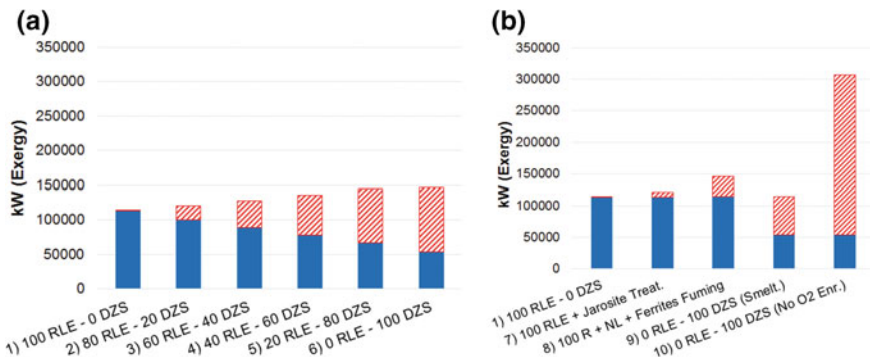 (a)
350000
300000
250000
200000
150000
100000
50000
0
kW (Exergy)
1) 100 RLE - 0 DZS
2) 80 RLE - 20 DZS
3) 60 RLE - 40 DZS
4) 40 RLE - 60 DZS
5) 20 RLE - 80 DZS
6) 0 RLE - 100 DZS
(b)
350000
300000
250000
200000
150000
100000
50000
0
kW (Exergy)
1) 100 RLE - 0 DZS
7) 100 RLE + Jarosite Treat.
8) 100 R + NL + Ferrites Fuming
9) 0 RLE - 100 DZS (Smelt.)
10) 0 RLE - 100 DZS (No O2 Enr.)